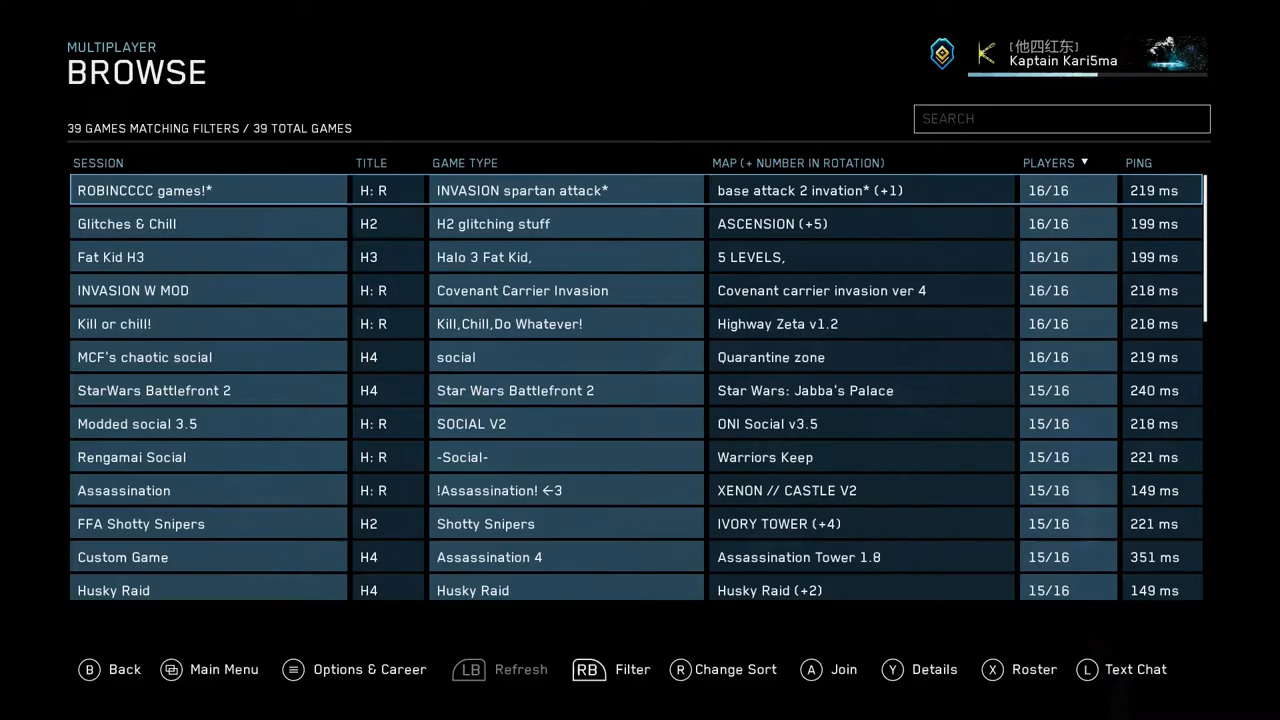 MULTIPLAYER
BROWSE
[他四红东]
Kaptain Kari5ma
39 GAMES MATCHING FILTERS / 39 TOTAL GAMES
SEARCH
SESSION TITLE GAME TYPE MAP (+ NUMBER IN ROTATION) PLAYERS ▼ PING
ROBINCCCC games!* H: R INVASION spartan attack* base attack 2 invation* (+1) 16/16 219 ms
Glitches & Chill H2 H2 glitching stuff ASCENSION (+5) 16/16 199 ms
Fat Kid H3 H3 Halo 3 Fat Kid, 5 LEVELS, 16/16 199 ms
INVASION W MOD H: R Covenant Carrier Invasion Covenant carrier invasion ver 4 16/16 218 ms
Kill or chill! H: R Kill,Chill,Do Whatever! Highway Zeta v1.2 16/16 218 ms
MCF's chaotic social H4 social Quarantine zone 16/16 219 ms
StarWars Battlefront 2 H4 Star Wars Battlefront 2 Star Wars: Jabba's Palace 15/16 240 ms
Modded social 3.5 H: R SOCIAL V2 ONI Social v3.5 15/16 218 ms
Rengamai Social H: R -Social- Warriors Keep 15/16 221 ms
Assassination H: R !Assassination! ←3 XENON // CASTLE V2 15/16 149 ms
FFA Shotty Snipers H2 Shotty Snipers IVORY TOWER (+4) 15/16 221 ms
Custom Game H4 Assassination 4 Assassination Tower 1.8 15/16 351 ms
Husky Raid H4 Husky Raid Husky Raid (+2) 15/16 149 ms
B Back Main Menu Options & Career LB Refresh RB Filter R Change Sort A Join Y Details X Roster L Text Chat